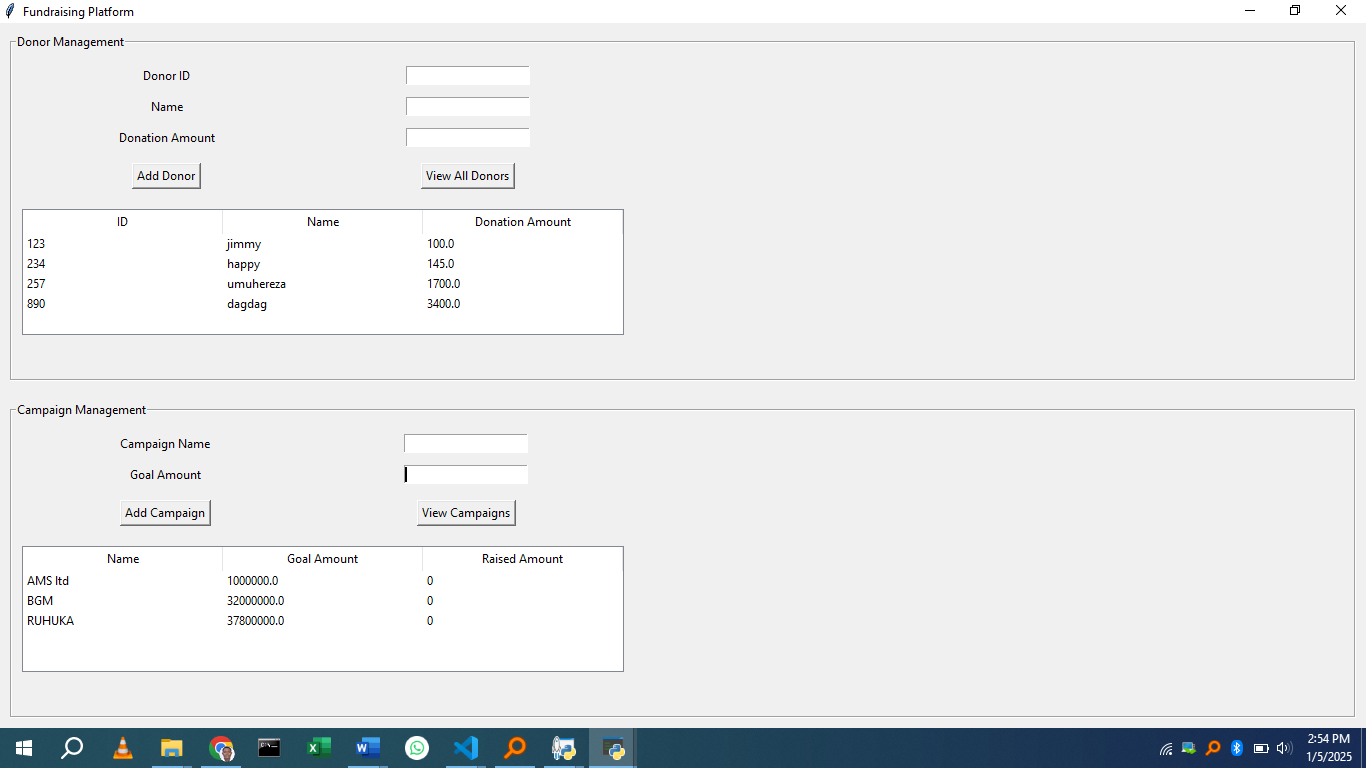 Fundraising Platform
Donor Management
Donor ID
Name
Donation Amount
Add Donor View All Donors
ID Name Donation Amount
123 jimmy 100.0
234 happy 145.0
257 umuhereza 1700.0
890 dagdag 3400.0
Campaign Management
Campaign Name
Goal Amount
Add Campaign View Campaigns
Name Goal Amount Raised Amount
AMS ltd 1000000.0 0
BGM 32000000.0 0
RUHUKA 37800000.0 0
2:54 PM
1/5/2025